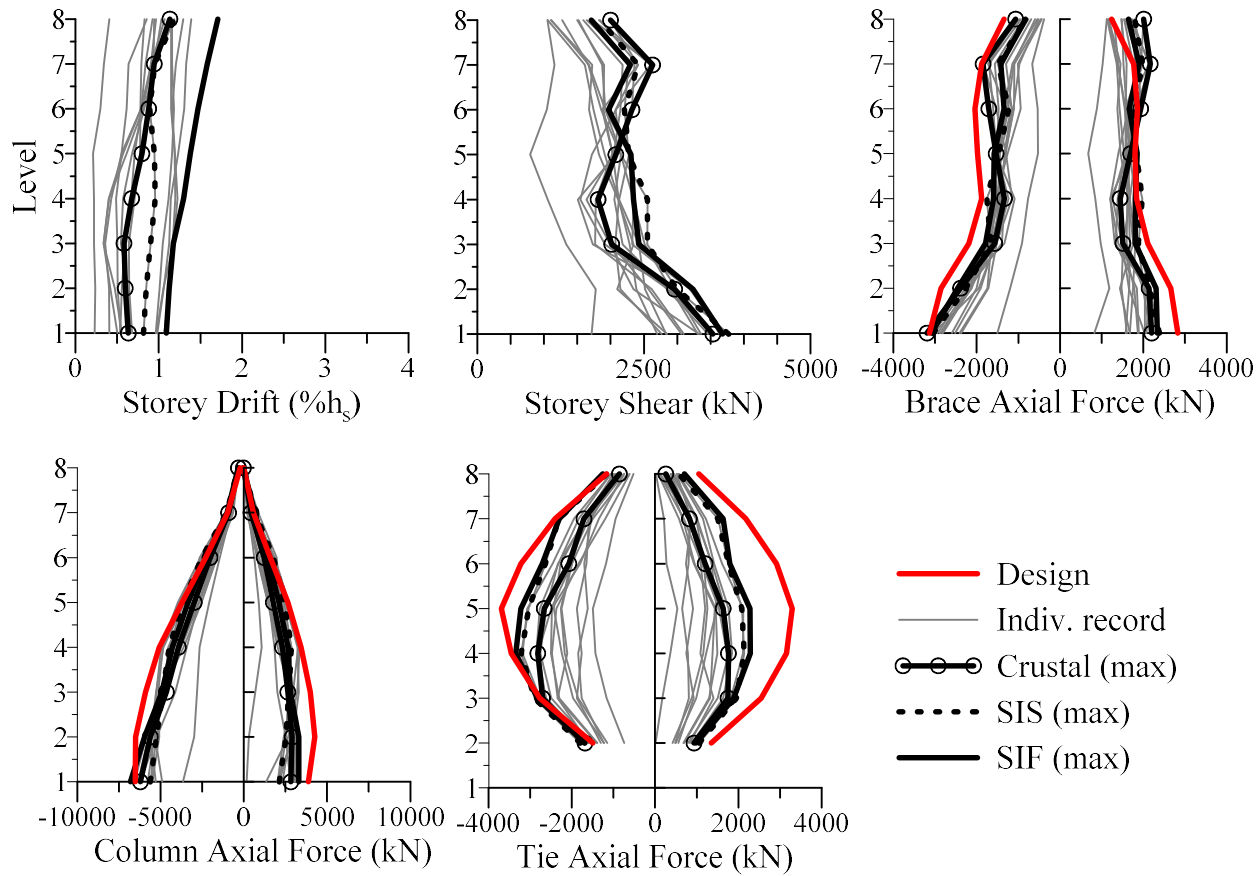 8
7
6
5
4
3
2
1
Level
0 1 2 3 4
Storey Drift (%hs)
8
7
6
5
4
3
2
1
0 2500 5000
Storey Shear (kN)
8
7
6
5
4
3
2
1
-4000 -2000 0 2000 4000
Brace Axial Force (kN)
8
7
6
5
4
3
2
1
-10000 -5000 0 5000 10000
Column Axial Force (kN)
8
7
6
5
4
3
2
1
-4000 -2000 0 2000 4000
Tie Axial Force (kN)
Design
Indiv. record
Crustal (max)
SIS (max)
SIF (max)